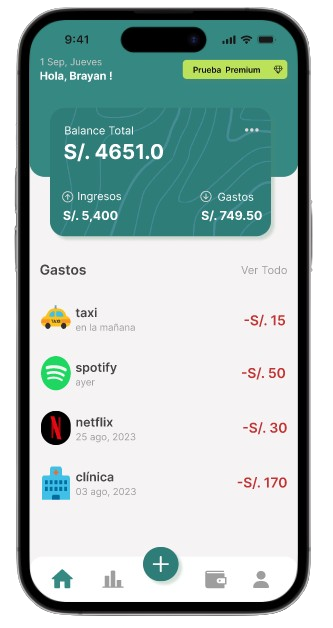 9:41
1 Sep, Jueves
Hola, Brayan !
Prueba Premium
Balance Total
S/. 4651.0
Ingresos
Gastos
S/. 5,400
S/. 749.50
Gastos
Ver Todo
TAXI
taxi
en la mañana
-S/. 15
spotify
ayer
-S/. 50
N
netflix
25 ago, 2023
-S/. 30
clínica
03 ago, 2023
-S/. 170